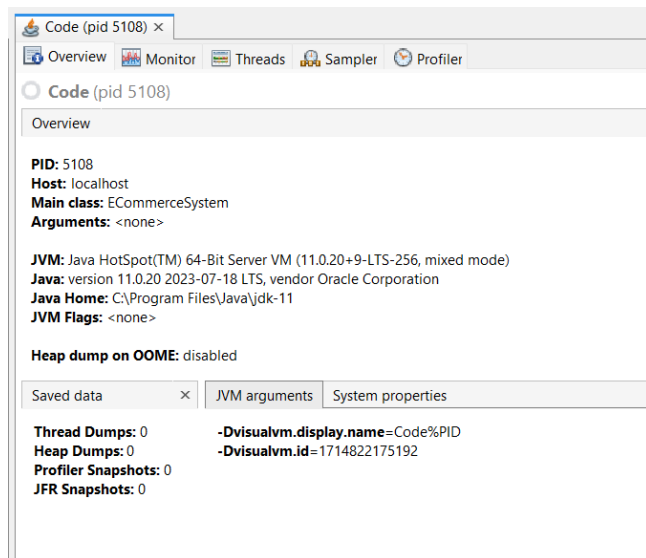 Code (pid 5108) ×
Overview Monitor Threads Sampler Profiler
Code (pid 5108)
Overview
PID: 5108
Host: localhost
Main class: ECommerceSystem
Arguments: <none>
JVM: Java HotSpot(TM) 64-Bit Server VM (11.0.20+9-LTS-256, mixed mode)
Java: version 11.0.20 2023-07-18 LTS, vendor Oracle Corporation
Java Home: C:\Program Files\Java\jdk-11
JVM Flags: <none>
Heap dump on OOME: disabled
Saved data × JVM arguments System properties
Thread Dumps: 0 -Dvisualvm.display.name=Code%PID
Heap Dumps: 0 -Dvisualvm.id=1714822175192
Profiler Snapshots: 0
JFR Snapshots: 0